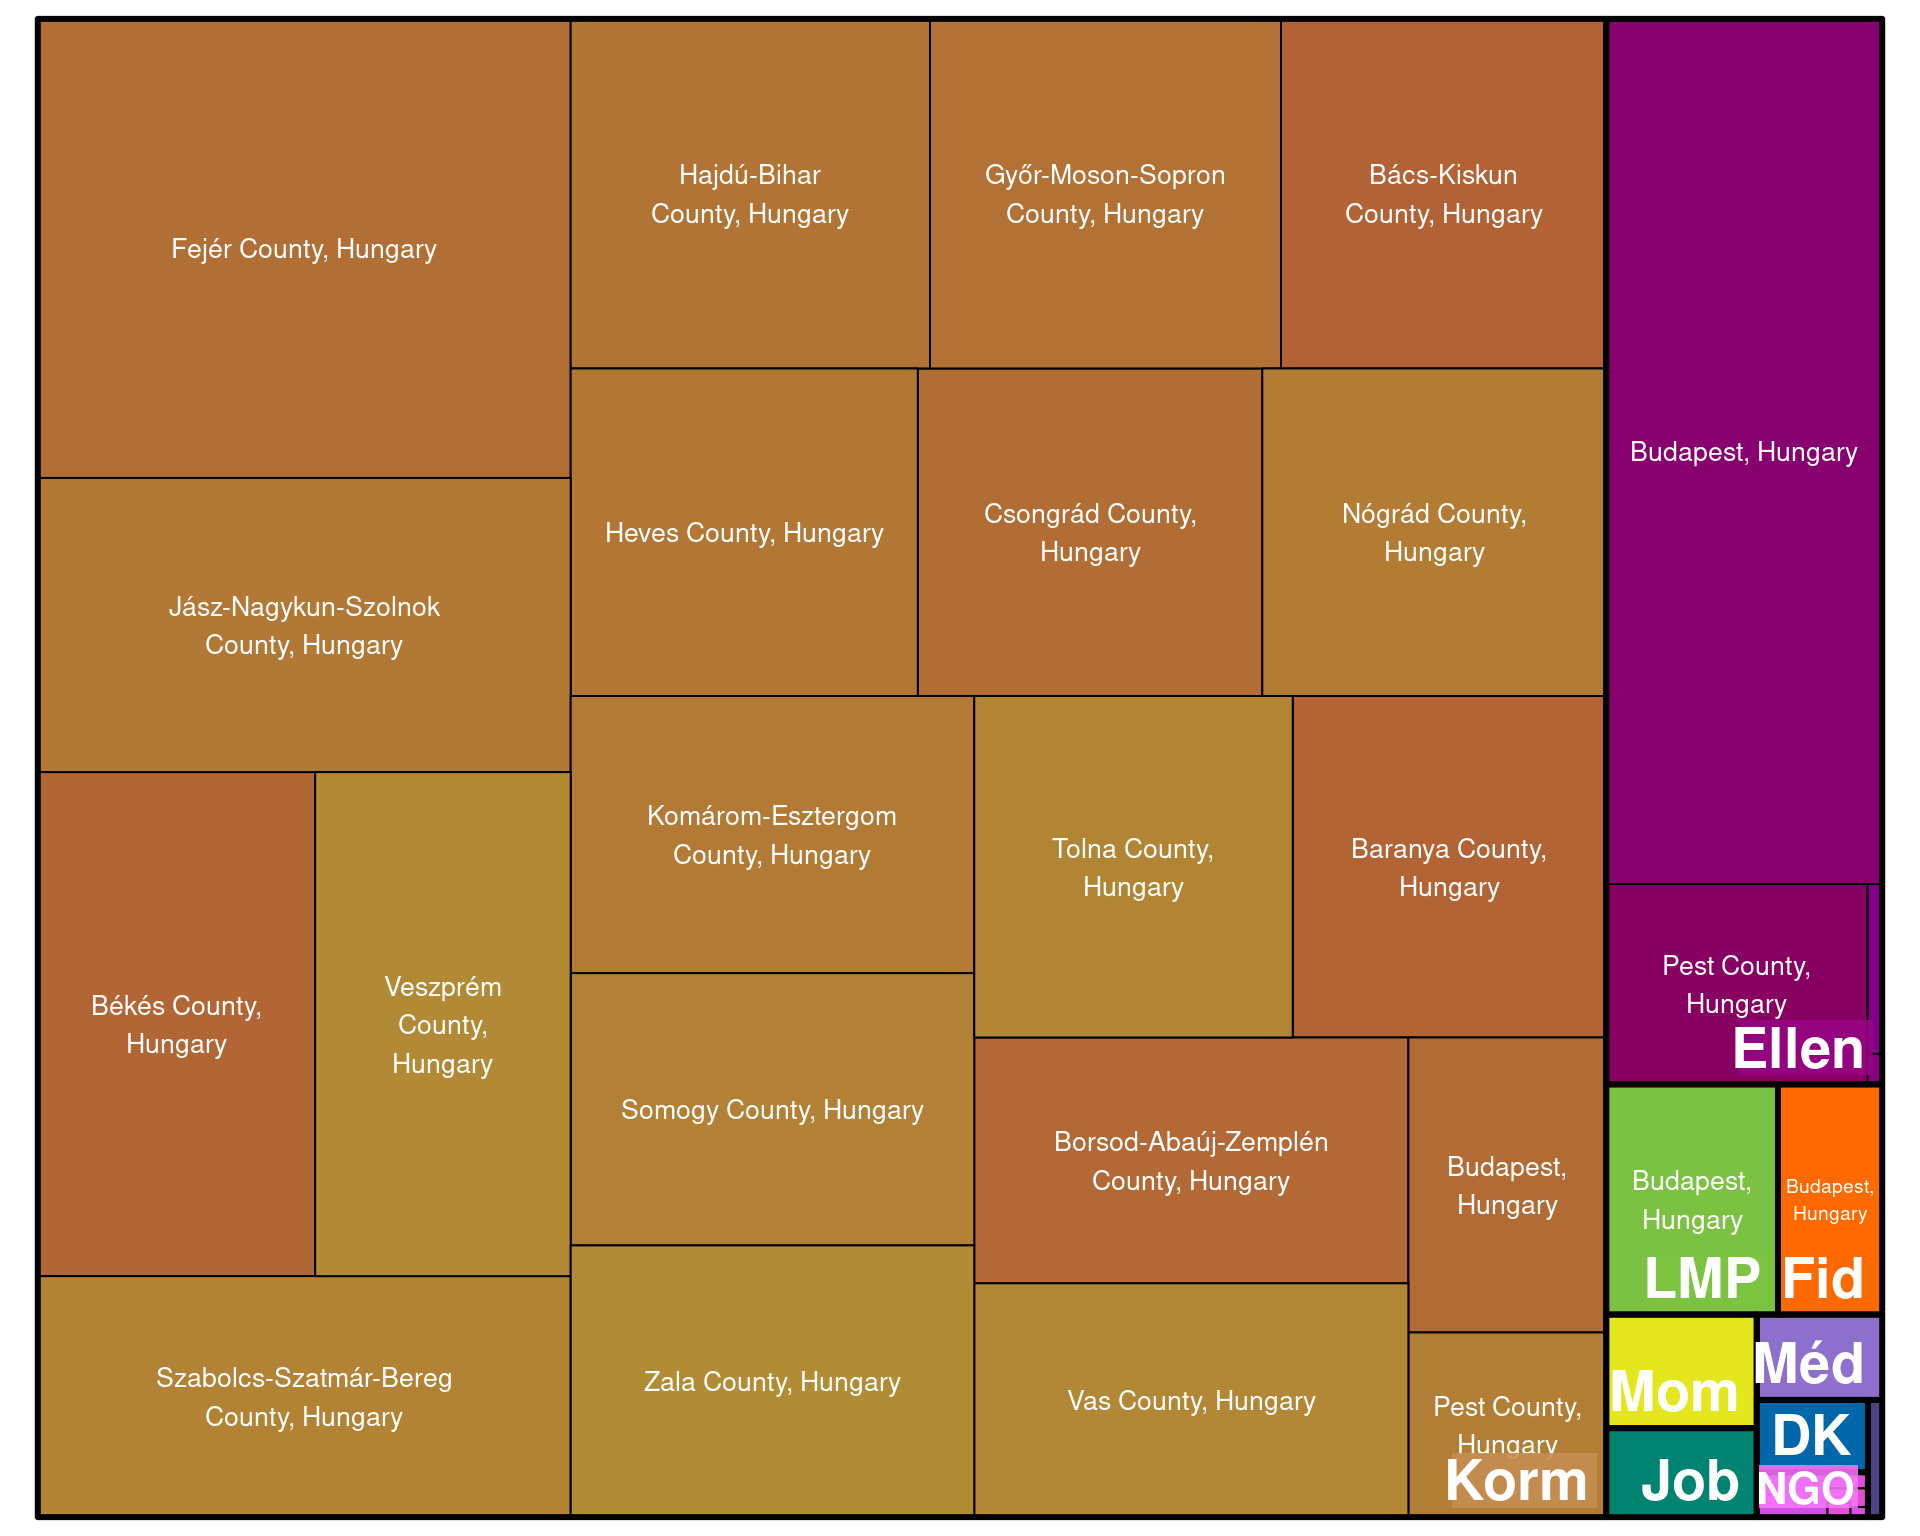 Fejér County, Hungary
Hajdú-Bihar
County, Hungary
Győr-Moson-Sopron
County, Hungary
Bács-Kiskun
County, Hungary
Budapest, Hungary
Jász-Nagykun-Szolnok
County, Hungary
Heves County, Hungary
Csongrád County,
Hungary
Nógrád County,
Hungary
Békés County,
Hungary
Veszprém
County,
Hungary
Komárom-Esztergom
County, Hungary
Tolna County,
Hungary
Baranya County,
Hungary
Pest County,
Hungary
Ellen
Somogy County, Hungary
Borsod-Abaúj-Zemplén
County, Hungary
Budapest,
Hungary
Budapest,
Hungary
LMP
Budapest,
Hungary
Fid
Szabolcs-Szatmár-Bereg
County, Hungary
Zala County, Hungary
Vas County, Hungary
Pest County,
Hungary
Korm
Mom
Méd
DK
Job
NGO